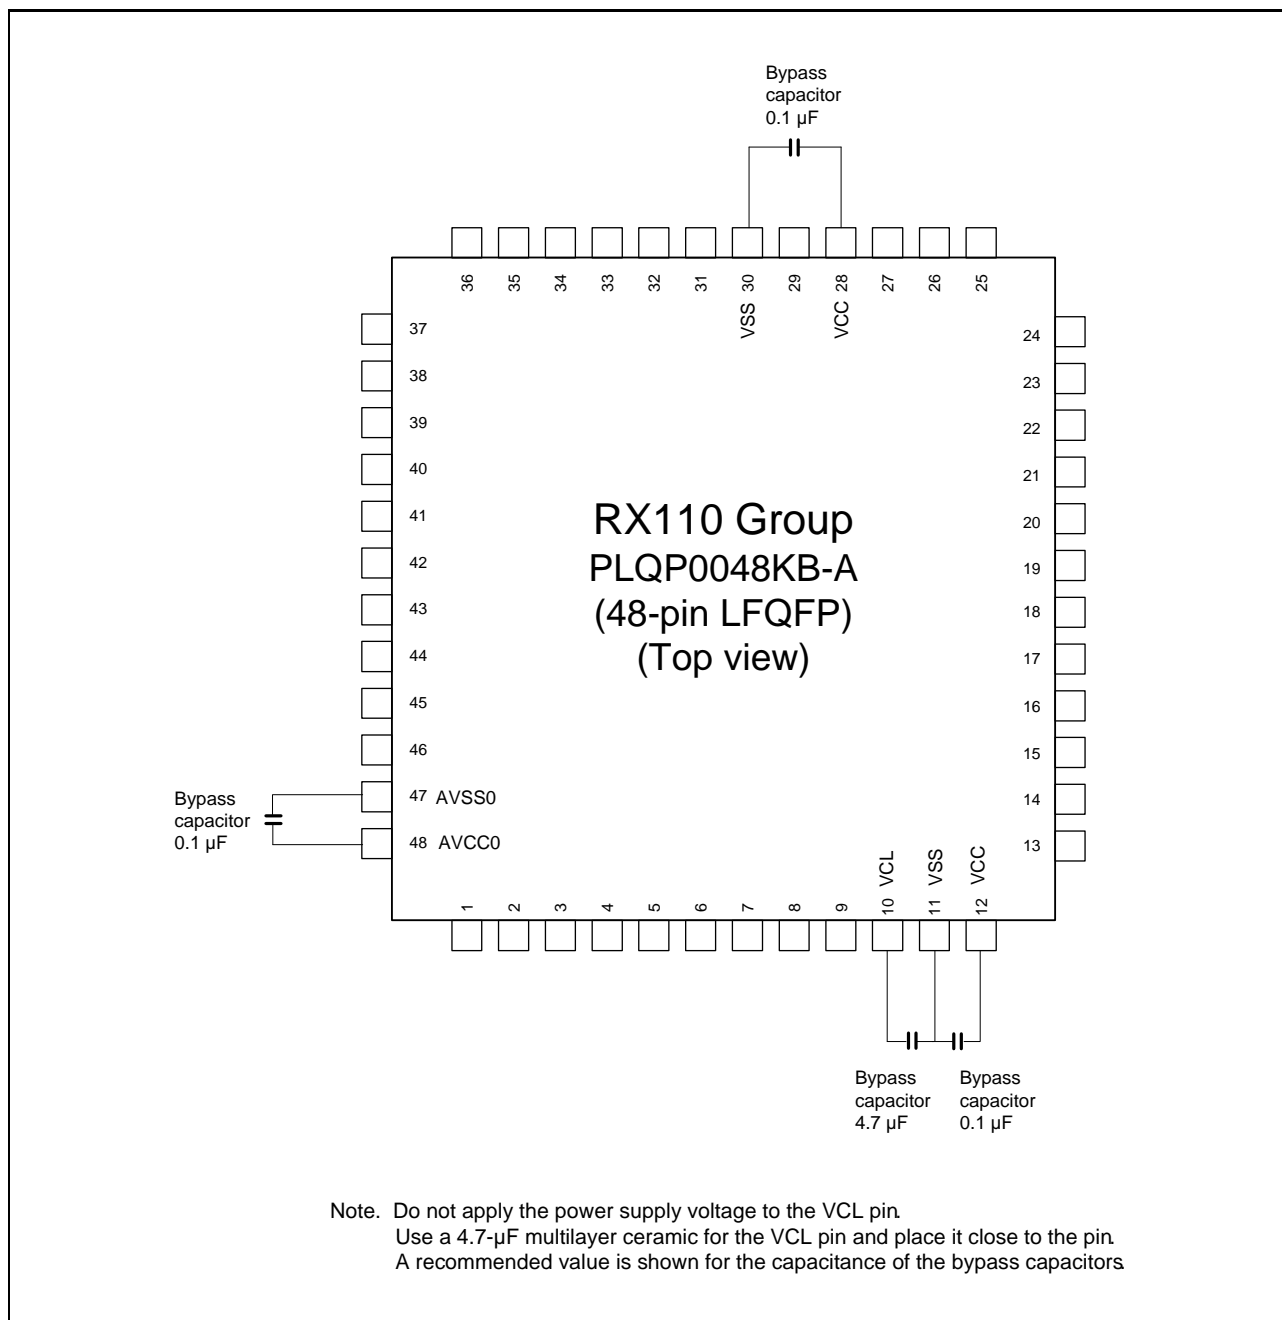 Bypass
capacitor
0.1 µF
36
35
34
33
32
31
30
29
28
27
26
25
VSS
VCC
37
38
39
40
41
42
43
44
45
46
47 AVSS0
48 AVCC0
24
23
22
21
20
19
18
17
16
15
14
13
RX110 Group
PLQP0048KB-A
(48-pin LFQFP)
(Top view)
Bypass
capacitor
0.1 µF
1
2
3
4
5
6
7
8
9
10 VCL
11 VSS
12 VCC
Bypass
capacitor
4.7 µF
Bypass
capacitor
0.1 µF
Note. Do not apply the power supply voltage to the VCL pin.
Use a 4.7-µF multilayer ceramic for the VCL pin and place it close to the pin.
A recommended value is shown for the capacitance of the bypass capacitors.